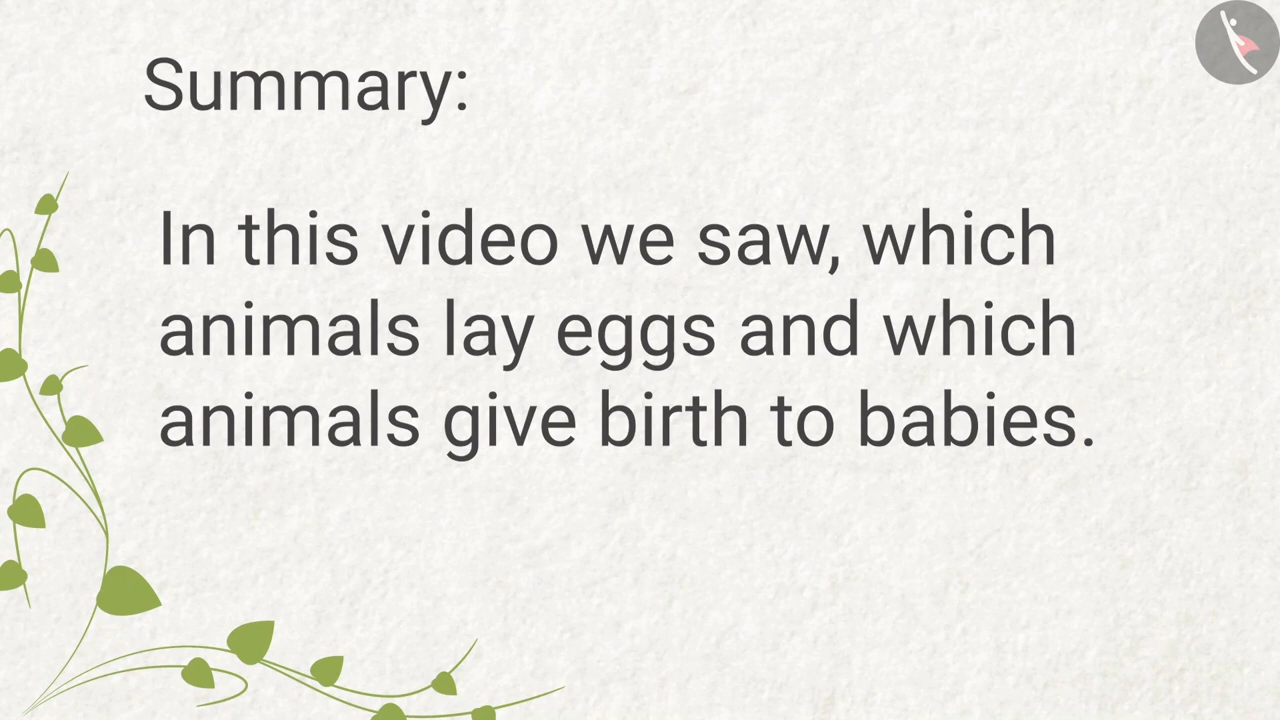 Summary:
In this video we saw, which
animals lay eggs and which
animals give birth to babies.